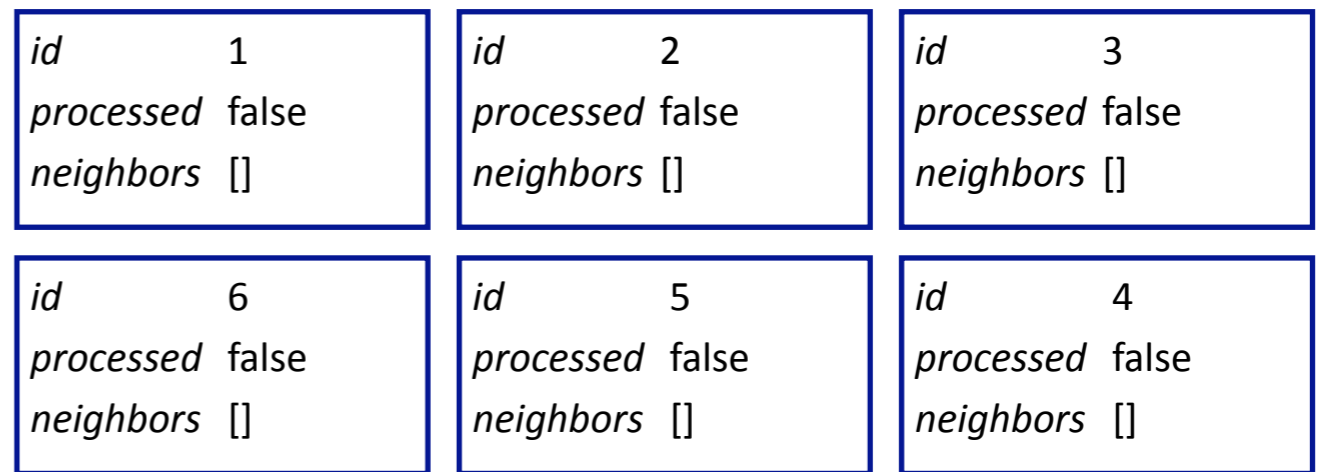 id 1
processed false
neighbors []
id 2
processed false
neighbors []
id 3
processed false
neighbors []
id 6
processed false
neighbors []
id 5
processed false
neighbors []
id 4
processed false
neighbors []